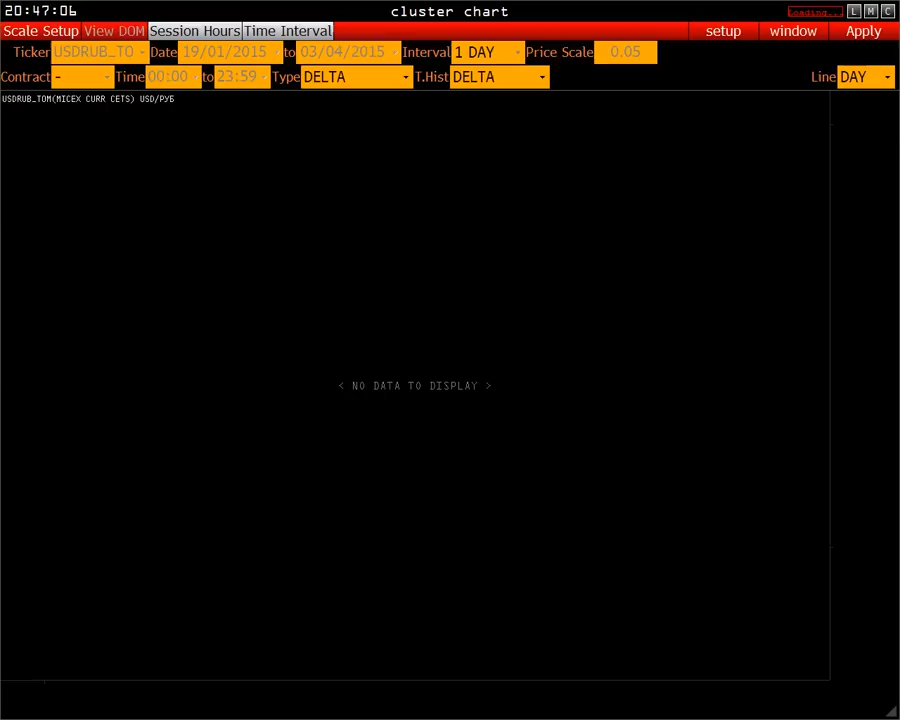 20:47:06 cluster chart Loading... L M C
Scale Setup View DOM Session Hours Time Interval setup window Apply
Ticker USDRUB_TO Date 19/01/2015 to 03/04/2015 Interval 1 DAY Price Scale 0.05
Contract - Time 00:00 to 23:59 Type DELTA T.Hist DELTA Line DAY
USDRUB_TOM(MICEX CURR CETS) USD/РУБ
< NO DATA TO DISPLAY >